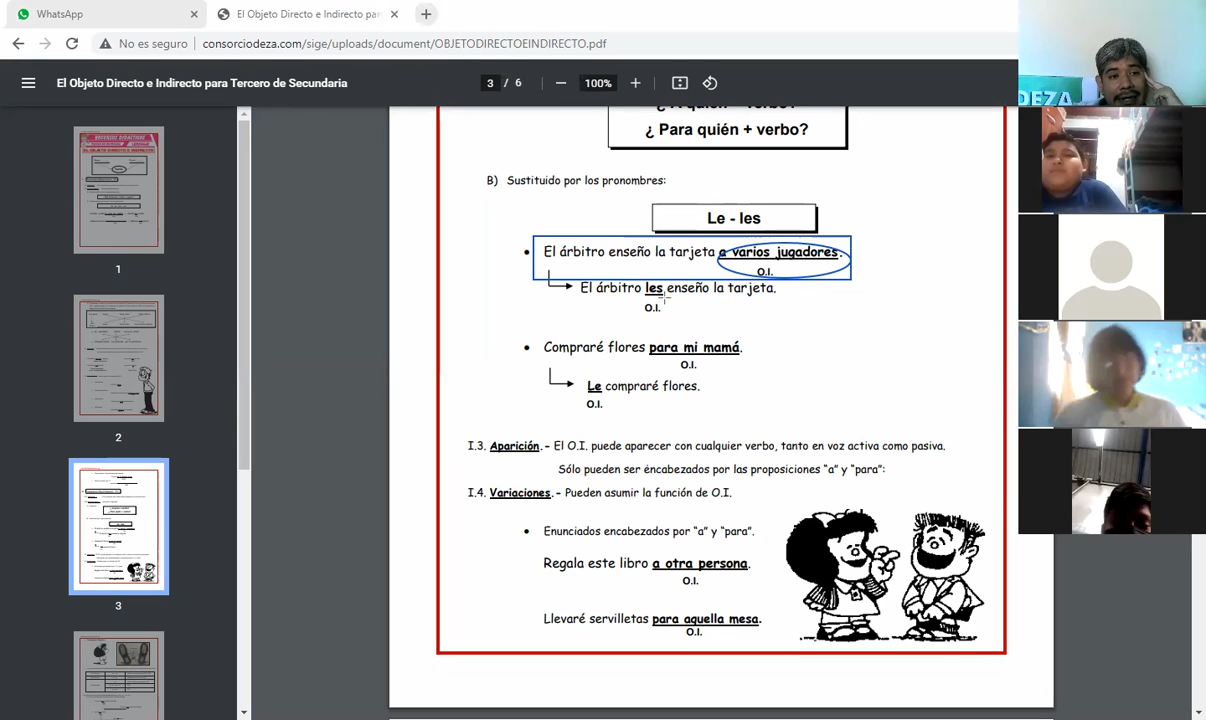 WhatsApp
El Objeto Directo e Indirecto par
No es seguro
consorciodeza.com/sige/uploads/document/OBJETODIRECTOEINDIRECTO.pdf
El Objeto Directo e Indirecto para Tercero de Secundaria
3 / 6
100%
¿ Para quién + verbo?
B) Sustituido por los pronombres:
Le - les
• El árbitro enseño la tarjeta a varios jugadores.
O.I.
El árbitro les enseño la tarjeta.
O.I.
• Compraré flores para mi mamá.
O.I.
Le compraré flores.
O.I.
I.3. Aparición.- El O.I. puede aparecer con cualquier verbo, tanto en voz activa como pasiva.
Sólo pueden ser encabezados por las proposiciones "a" y "para":
I.4. Variaciones.- Pueden asumir la función de O.I.
• Enunciados encabezados por "a" y "para".
Regala este libro a otra persona.
O.I.
Llevaré servilletas para aquella mesa.
O.I.
1
2
3
DEZA